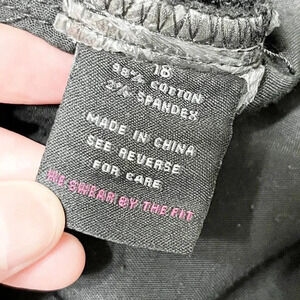 18
98% COTTON
2% SPANDEX
MADE IN CHINA
SEE REVERSE
FOR CARE
WE SWEAR BY THE FIT